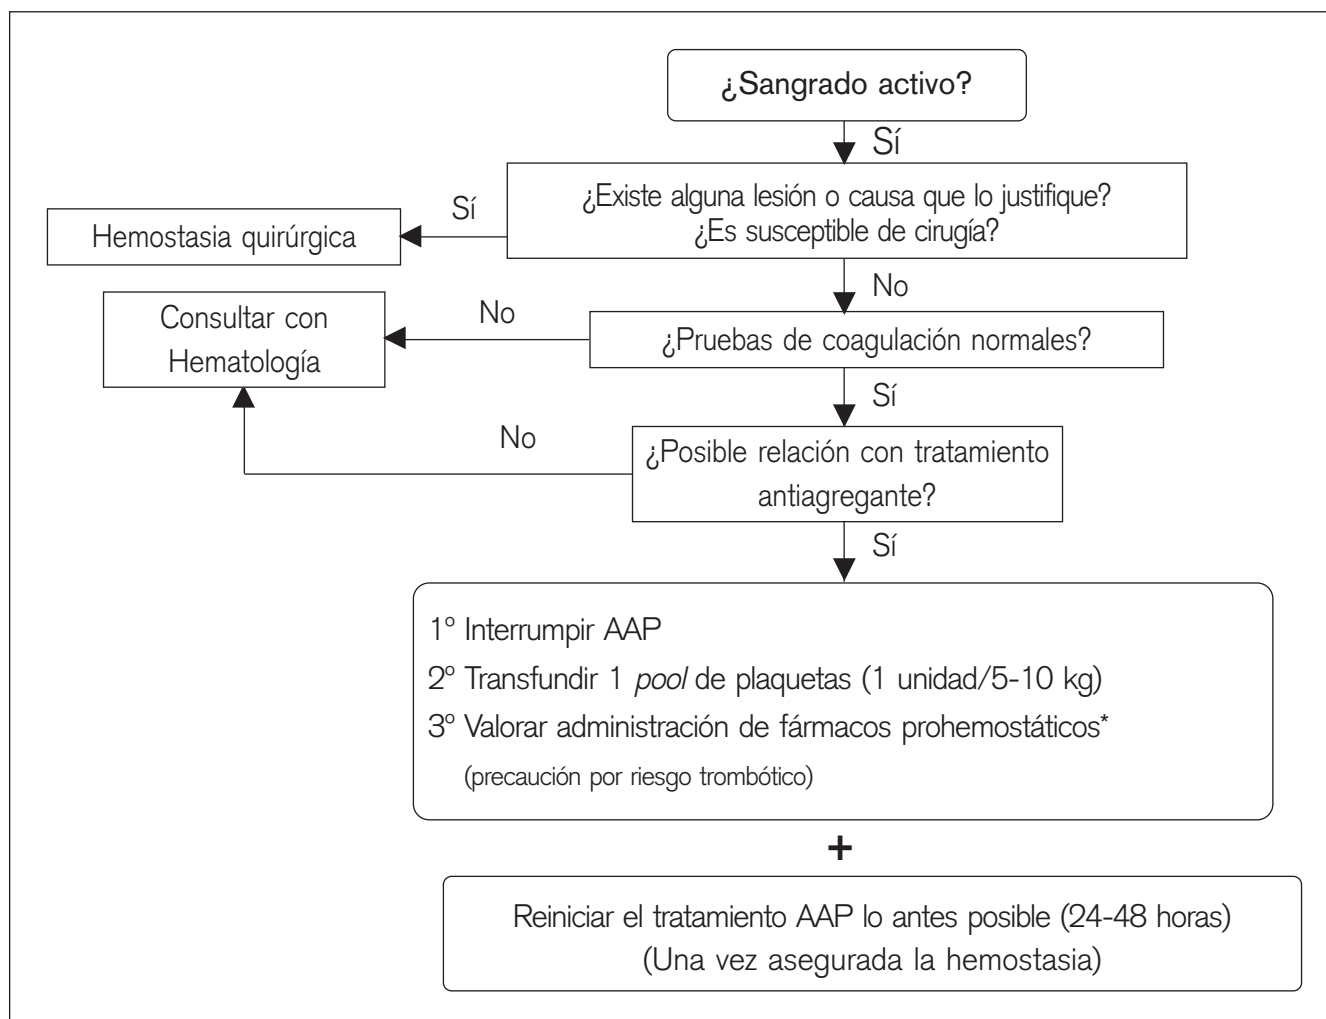 ¿Sangrado activo?
Sí
¿Existe alguna lesión o causa que lo justifique?
¿Es susceptible de cirugía?
Sí
Hemostasia quirúrgica
No
¿Pruebas de coagulación normales?
No
Consultar con
Hematología
Sí
¿Posible relación con tratamiento
antiagregante?
No
Sí
1º Interrumpir AAP
2º Transfundir 1 pool de plaquetas (1 unidad/5-10 kg)
3º Valorar administración de fármacos prohemostáticos*
(precaución por riesgo trombótico)
+
Reiniciar el tratamiento AAP lo antes posible (24-48 horas)
(Una vez asegurada la hemostasia)